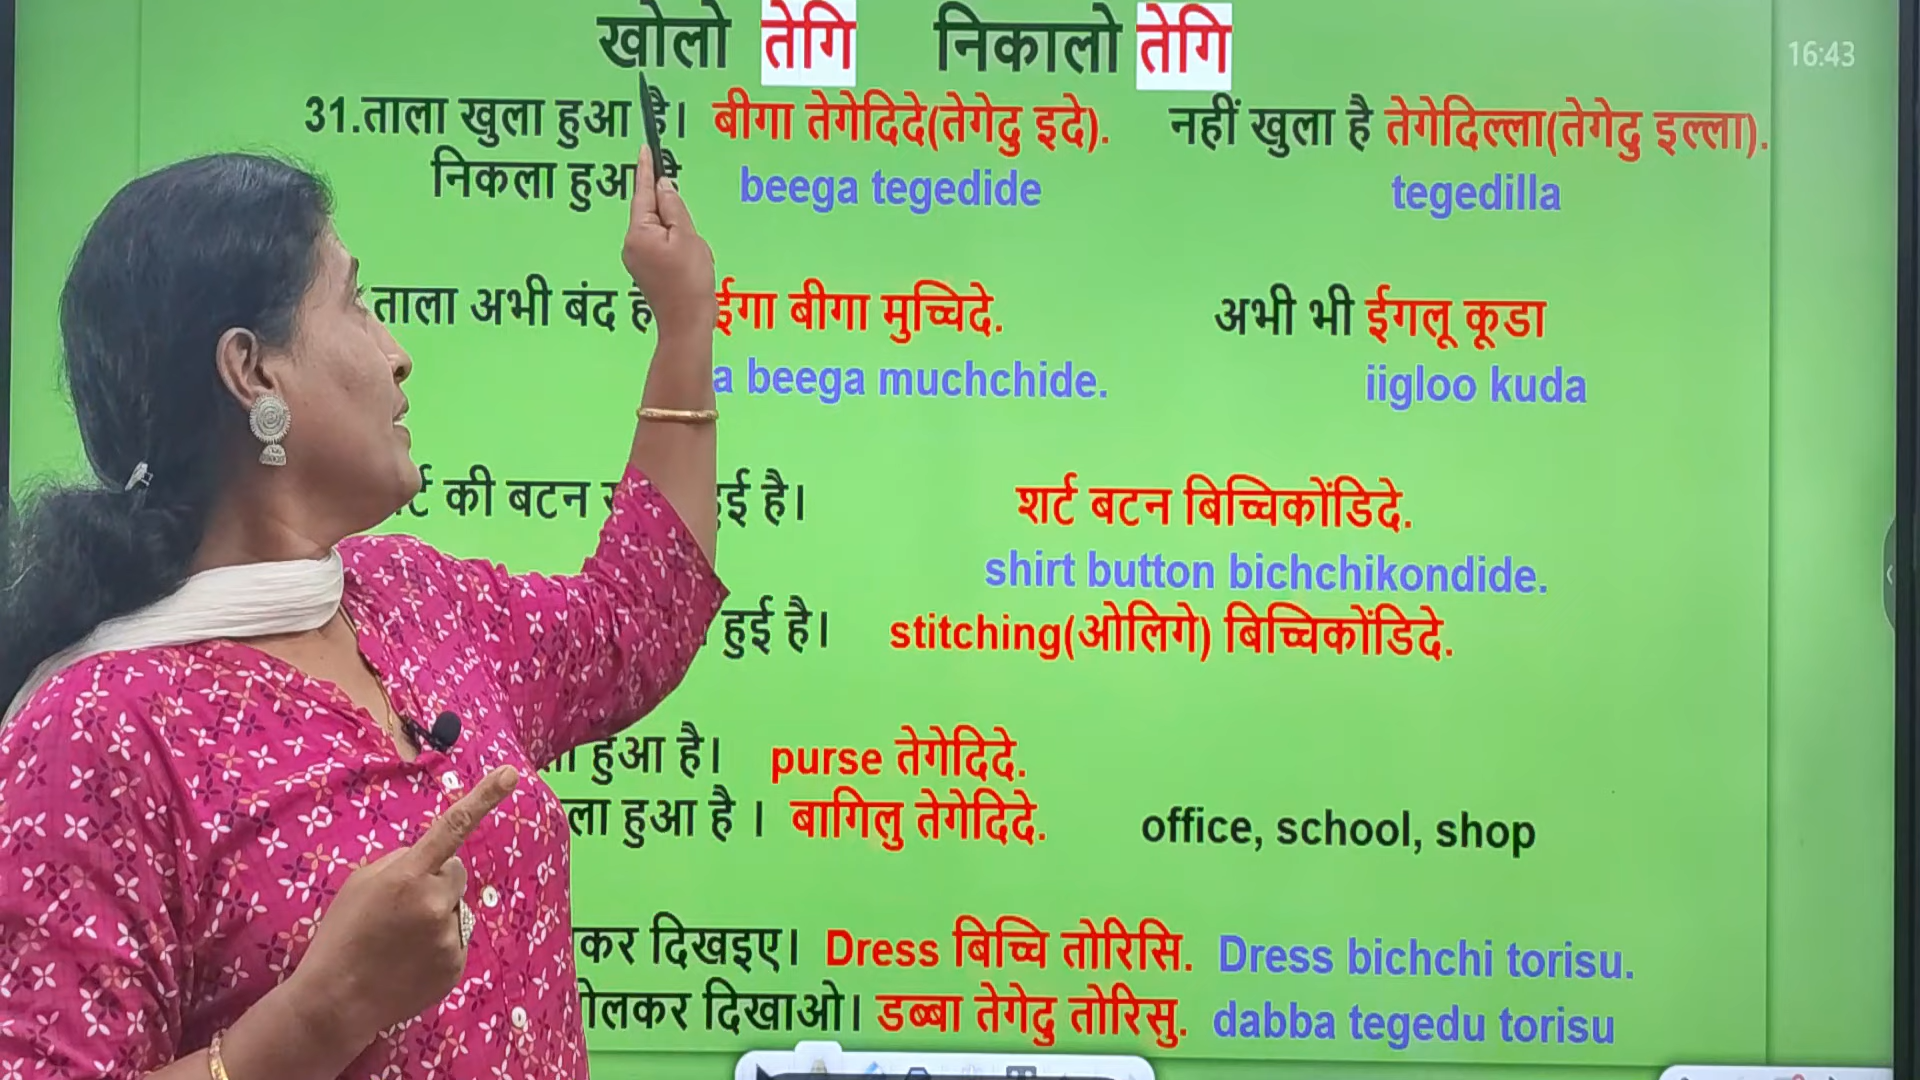 खोलो तेगि निकालो तेगि
16:43
31.ताला खुला हुआ है। बीगा तेगेदिदे(तेगेदु इदे). नहीं खुला है तेगेदिल्ला(तेगेदु इल्ला).
निकला हुआ है beega tegedide tegedilla
ताला अभी बंद है ईगा बीगा मुच्चिदे. अभी भी ईगलू कूडा
a beega muchchide. iigloo kuda
की बटन हुई है। शर्ट बटन बिच्चिकोंडिदे.
shirt button bichchikondide.
हुई है। stitching(ओलिगे) बिच्चिकोंडिदे.
हुआ है। purse तेगेदिदे.
ला हुआ है । बागिलु तेगेदिदे. office, school, shop
कर दिखइए। Dress बिच्चि तोरिसि. Dress bichchi torisu.
ोलकर दिखाओ। डब्बा तेगेदु तोरिसु. dabba tegedu torisu